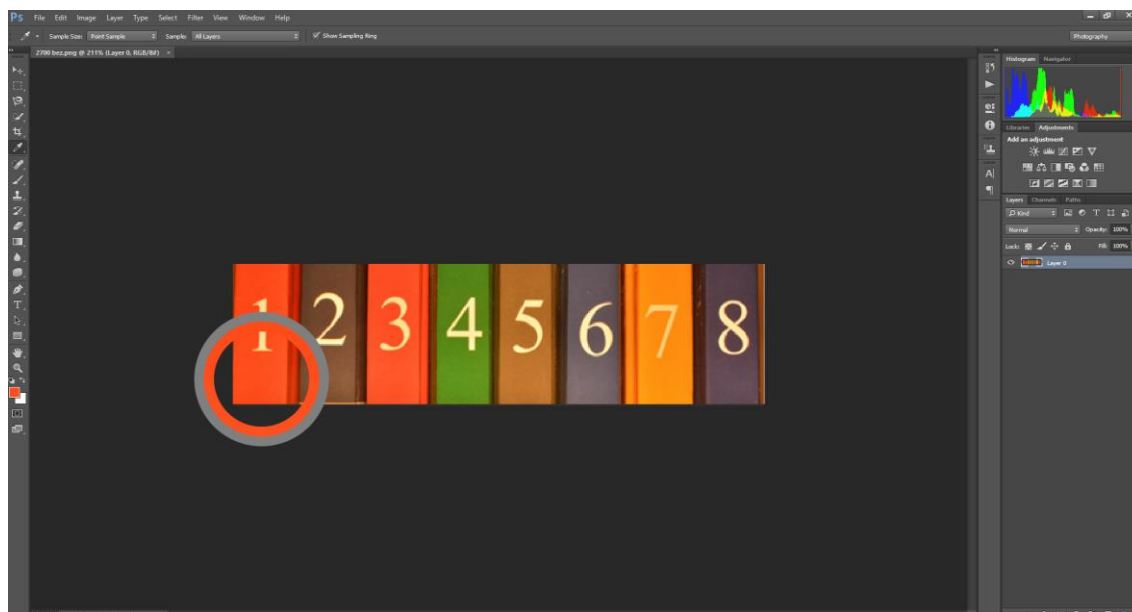 Ps File Edit Image Layer Type Select Filter View Window Help
Sample Size: Point Sample Sample: All Layers Show Sampling Ring Photography
2700 bez.png @ 211% (Layer 0, RGB/8#) ×
Histogram Navigator
Libraries Adjustments
Add an adjustment
Layers Channels Paths
Kind
Normal Opacity: 100%
Lock: Fill: 100%
Layer 0
1 2 3 4 5 6 7 8